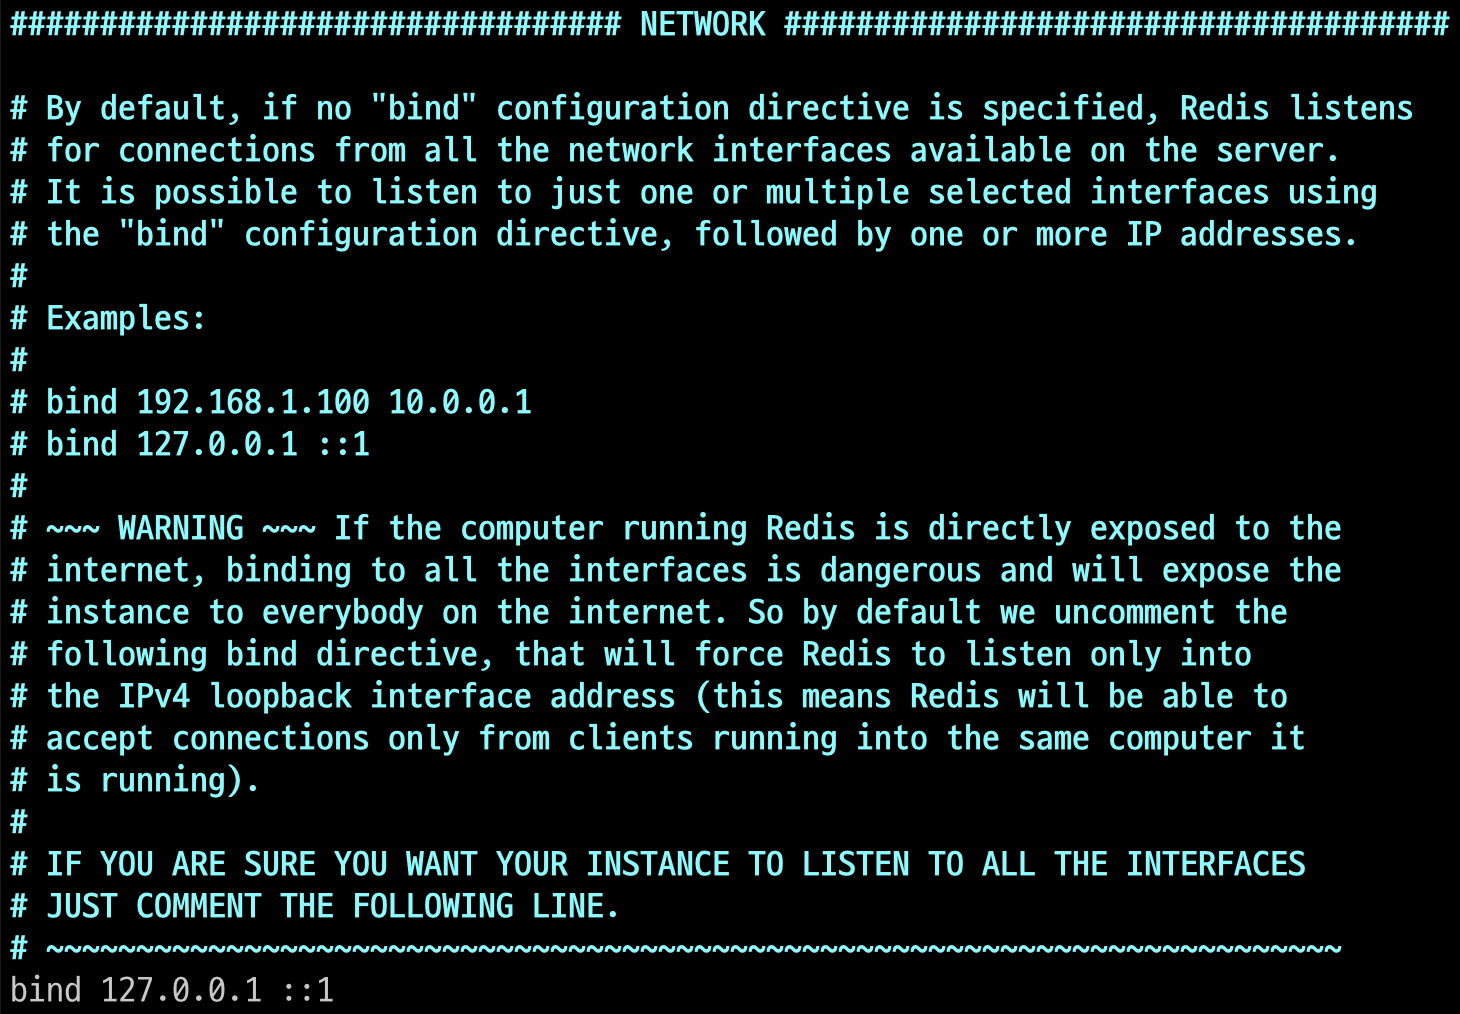 ################################## NETWORK #####################################
# By default, if no "bind" configuration directive is specified, Redis listens
# for connections from all the network interfaces available on the server.
# It is possible to listen to just one or multiple selected interfaces using
# the "bind" configuration directive, followed by one or more IP addresses.
#
# Examples:
#
# bind 192.168.1.100 10.0.0.1
# bind 127.0.0.1 ::1
#
# ~~~ WARNING ~~~ If the computer running Redis is directly exposed to the
# internet, binding to all the interfaces is dangerous and will expose the
# instance to everybody on the internet. So by default we uncomment the
# following bind directive, that will force Redis to listen only into
# the IPv4 loopback interface address (this means Redis will be able to
# accept connections only from clients running into the same computer it
# is running).
#
# IF YOU ARE SURE YOU WANT YOUR INSTANCE TO LISTEN TO ALL THE INTERFACES
# JUST COMMENT THE FOLLOWING LINE.
# ~~~~~~~~~~~~~~~~~~~~~~~~~~~~~~~~~~~~~~~~~~~~~~~~~~~~~~~~~~~~~~~~~~~~~~~~
bind 127.0.0.1 ::1